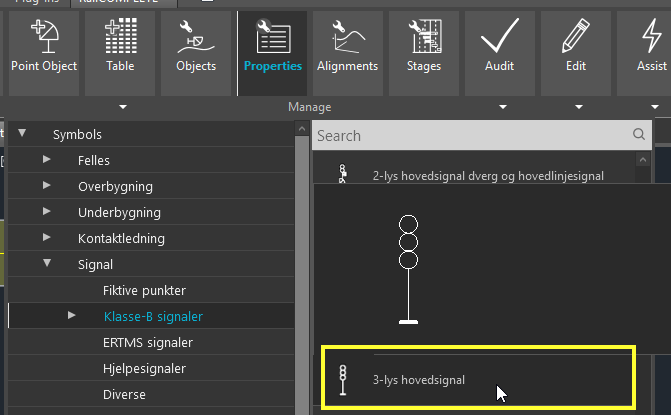 Point Object
Table
Objects
Properties
Alignments
Stages
Audit
Edit
Assist
Manage
Symbols
Search
Felles
2-lys hovedsignal dverg og hovedlinjesignal
Overbygning
Underbygning
Kontaktledning
Signal
Fiktive punkter
Klasse-B signaler
ERTMS signaler
Hjelpesignaler
3-lys hovedsignal
Diverse